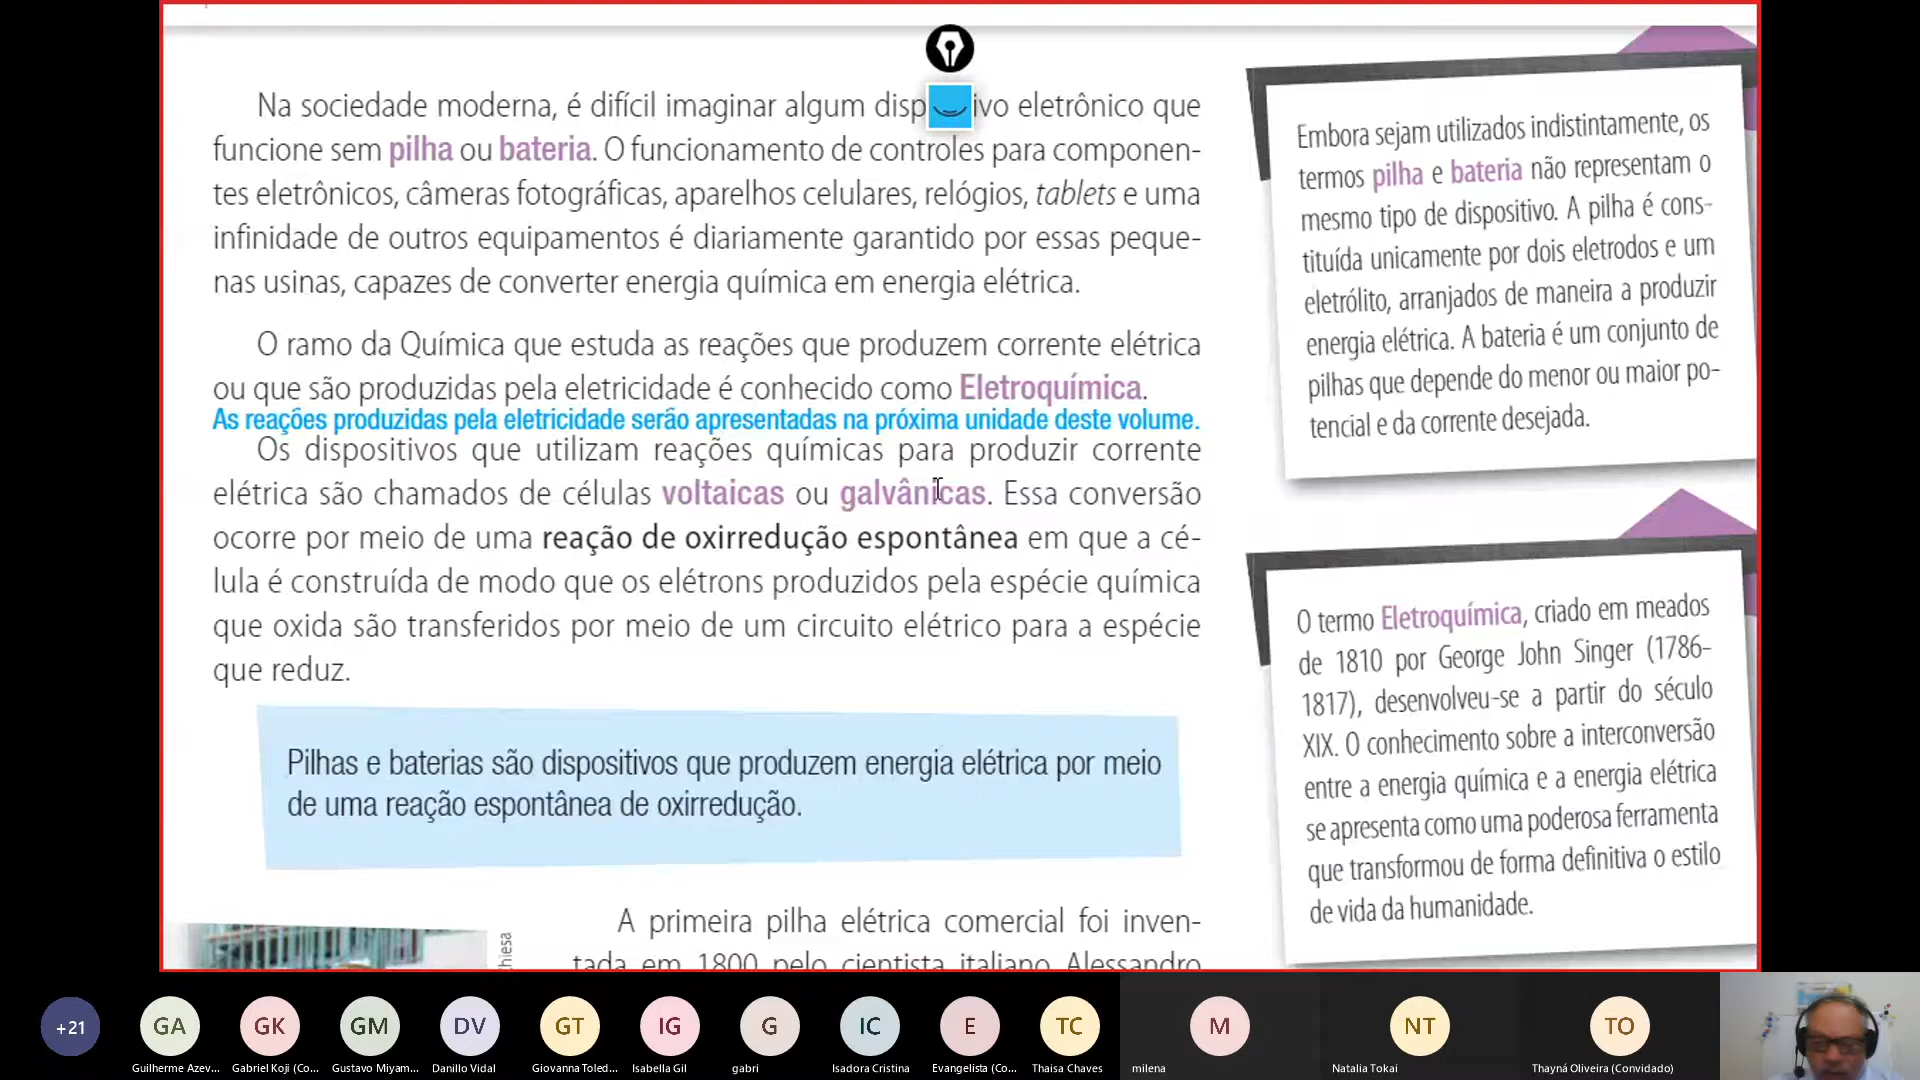 Na sociedade moderna, é difícil imaginar algum disp ivo eletrônico que
funcione sem pilha ou bateria. O funcionamento de controles para componen-
tes eletrônicos, câmeras fotográficas, aparelhos celulares, relógios, tablets e uma
infinidade de outros equipamentos é diariamente garantido por essas peque-
nas usinas, capazes de converter energia química em energia elétrica.
O ramo da Química que estuda as reações que produzem corrente elétrica
ou que são produzidas pela eletricidade é conhecido como Eletroquímica.
As reações produzidas pela eletricidade serão apresentadas na próxima unidade deste volume.
Os dispositivos que utilizam reações químicas para produzir corrente
elétrica são chamados de células voltaicas ou galvânicas. Essa conversão
ocorre por meio de uma reação de oxirredução espontânea em que a cé-
lula é construída de modo que os elétrons produzidos pela espécie química
que oxida são transferidos por meio de um circuito elétrico para a espécie
que reduz.
Pilhas e baterias são dispositivos que produzem energia elétrica por meio
de uma reação espontânea de oxirredução.
A primeira pilha elétrica comercial foi inven-
tada em 1800 pelo cientista italiano Alessandro
hiesa
Embora sejam utilizados indistintamente, os
termos pilha e bateria não representam o
mesmo tipo de dispositivo. A pilha é cons-
tituída unicamente por dois eletrodos e um
eletrólito, arranjados de maneira a produzir
energia elétrica. A bateria é um conjunto de
pilhas que depende do menor ou maior po-
tencial e da corrente desejada.
O termo Eletroquímica, criado em meados
de 1810 por George John Singer (1786-
1817), desenvolveu-se a partir do século
XIX. O conhecimento sobre a interconversão
entre a energia química e a energia elétrica
se apresenta como uma poderosa ferramenta
que transformou de forma definitiva o estilo
de vida da humanidade.
+21 GA GK GM DV GT IG G IC E TC M NT TO
Guilherme Azev... Gabriel Koji (Co... Gustavo Miyam... Danillo Vidal Giovanna Toled... Isabella Gil gabri Isadora Cristina Evangelista (Co... Thaisa Chaves milena Natalia Tokai Thayná Oliveira (Convidado)